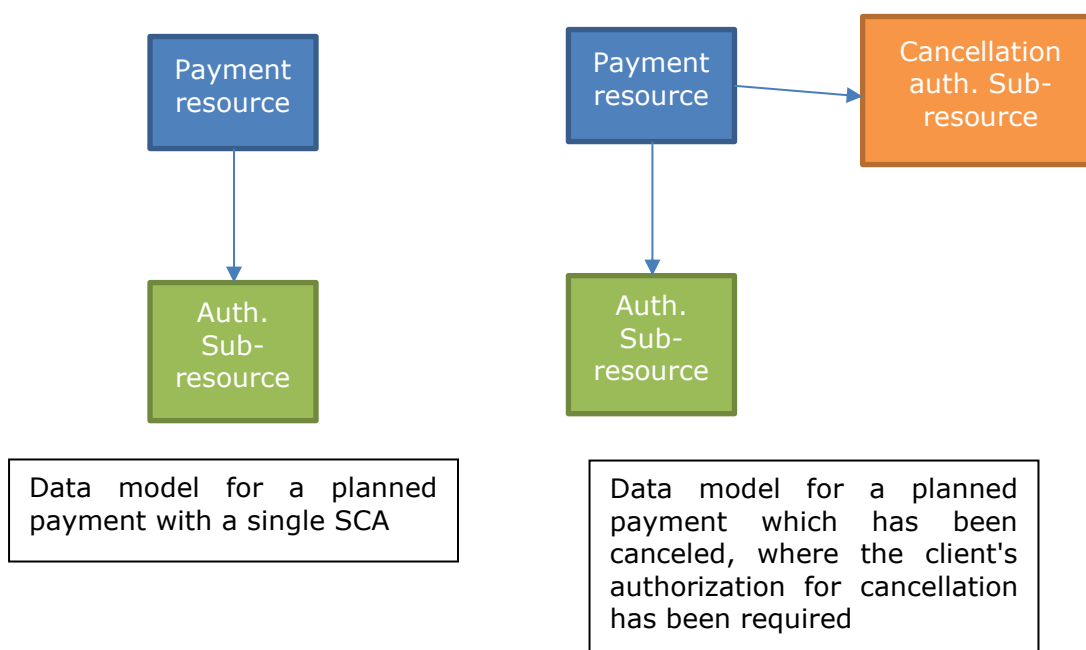 Payment
resource
Auth.
Sub-
resource
Data model for a planned
payment with a single SCA
Payment
resource
Cancellation
auth. Sub-
resource
Auth.
Sub-
resource
Data model for a planned
payment which has been
canceled, where the client's
authorization for cancellation
has been required